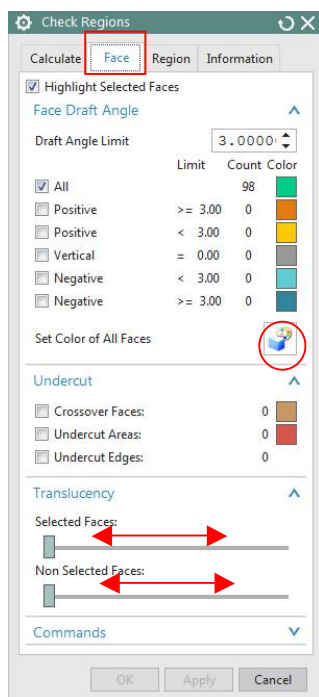 Check Regions
Calculate Face Region Information
Highlight Selected Faces
Face Draft Angle
Draft Angle Limit 3.0000
Limit Count Color
All 98
Positive >= 3.00 0
Positive < 3.00 0
Vertical = 0.00 0
Negative < 3.00 0
Negative >= 3.00 0
Set Color of All Faces
Undercut
Crossover Faces: 0
Undercut Areas: 0
Undercut Edges: 0
Translucency
Selected Faces:
Non Selected Faces:
Commands
OK Apply Cancel